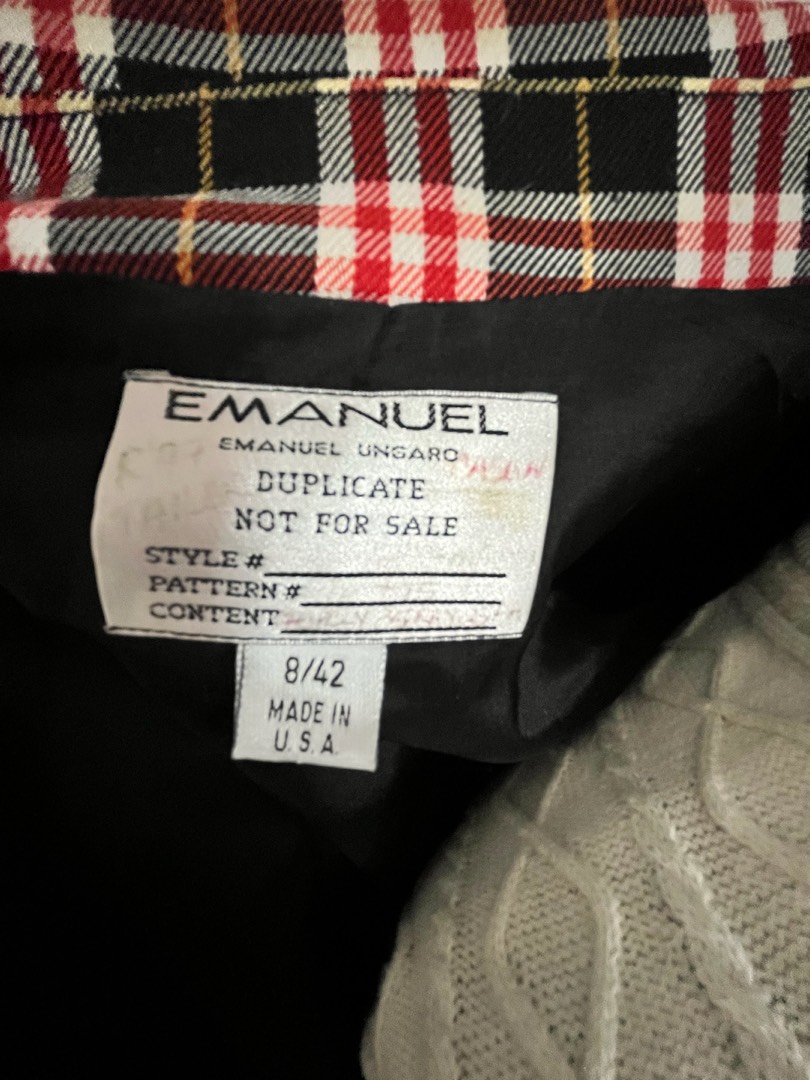 EMANUEL
EMANUEL UNGARO
DUPLICATE
NOT FOR SALE
STYLE #
PATTERN #
CONTENT
8/42
MADE IN
U.S.A.